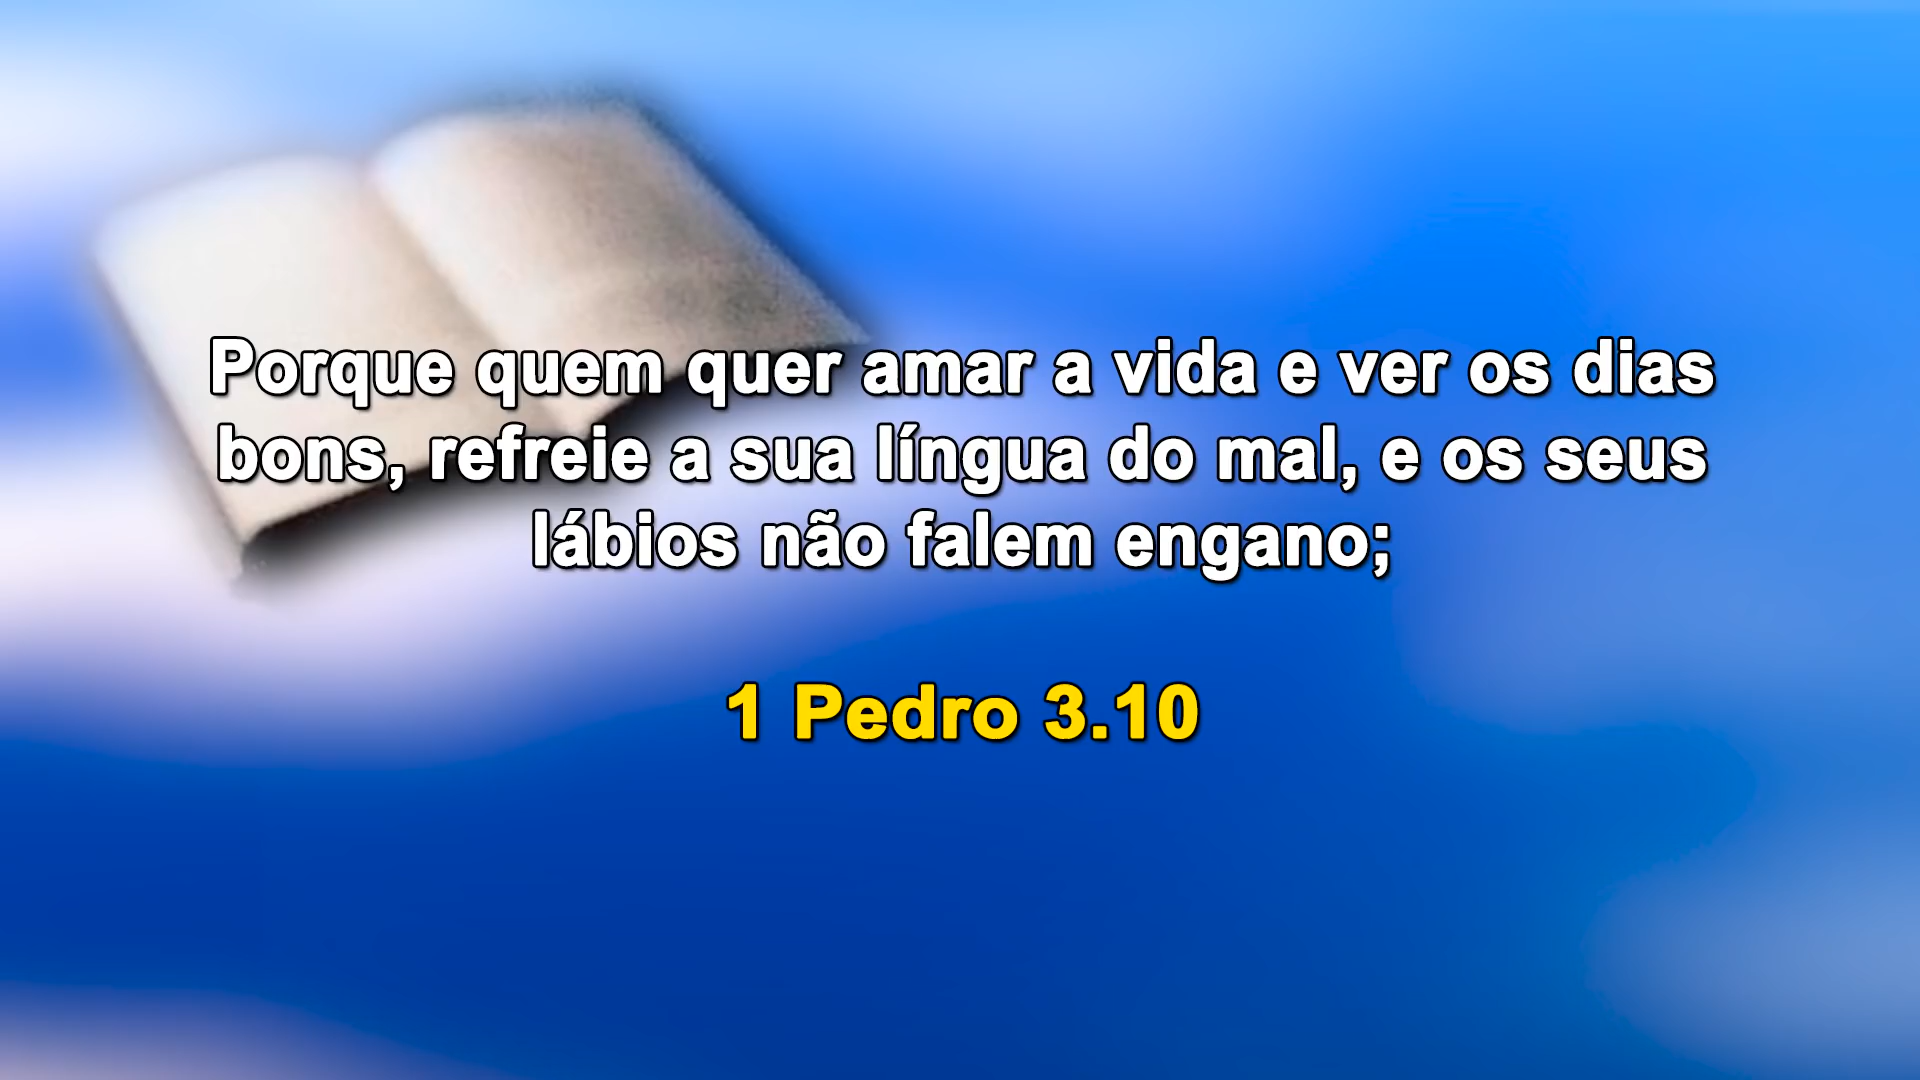 Porque quem quer amar a vida e ver os dias
bons, refreie a sua língua do mal, e os seus
lábios não falem engano;
1 Pedro 3.10